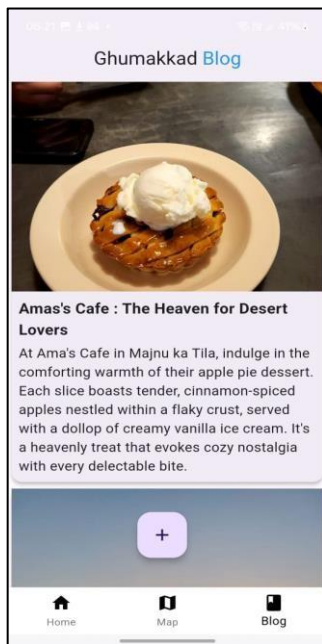 Ghumakkad Blog
Amas's Cafe : The Heaven for Desert
Lovers
At Ama's Cafe in Majnu ka Tila, indulge in the
comforting warmth of their apple pie dessert.
Each slice boasts tender, cinnamon-spiced
apples nestled within a flaky crust, served
with a dollop of creamy vanilla ice cream. It's
a heavenly treat that evokes cozy nostalgia
with every delectable bite.
+
Home Map Blog